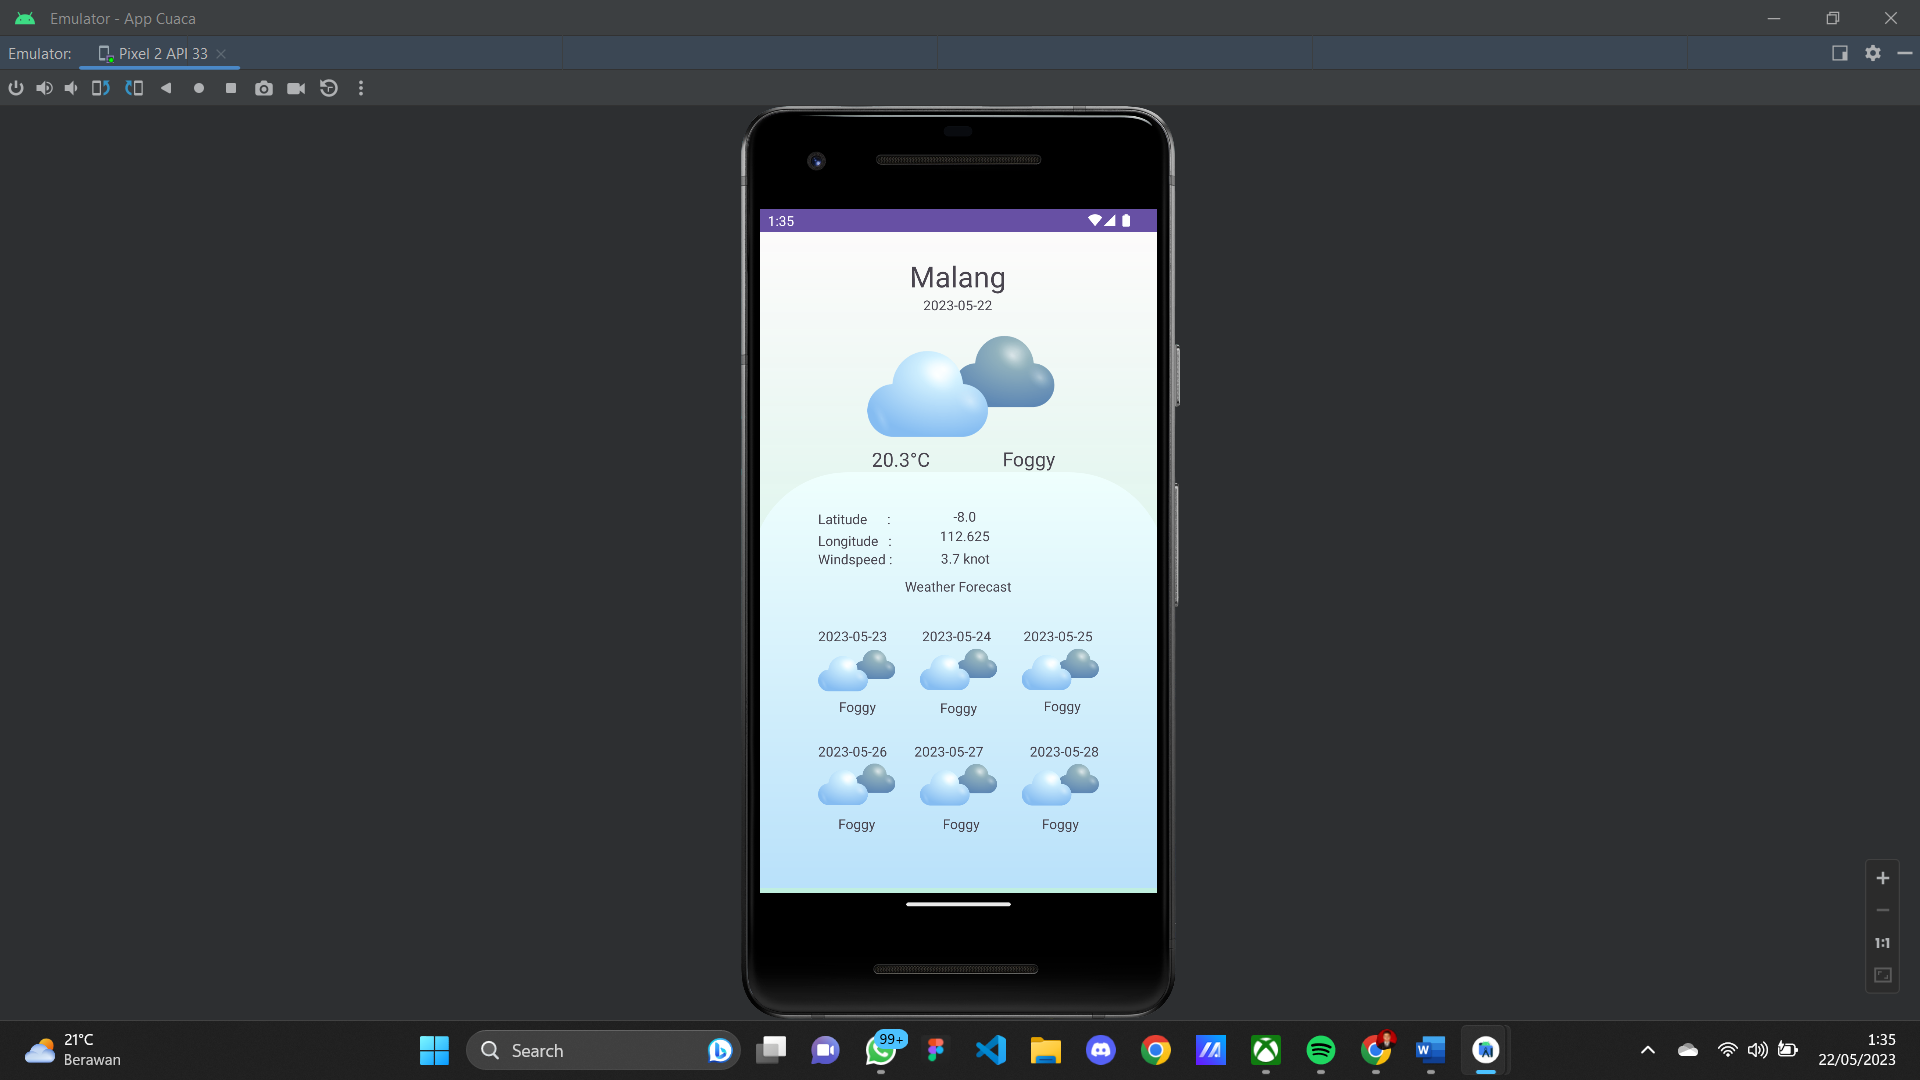 Emulator - App Cuaca
Emulator: Pixel 2 API 33
1:35
Malang
2023-05-22
20.3°C Foggy
Latitude : -8.0
Longitude : 112.625
Windspeed : 3.7 knot
Weather Forecast
2023-05-23 2023-05-24 2023-05-25
Foggy Foggy Foggy
2023-05-26 2023-05-27 2023-05-28
Foggy Foggy Foggy
1:1
21°C
Berawan
Search
99+
W
AI
1:35
22/05/2023